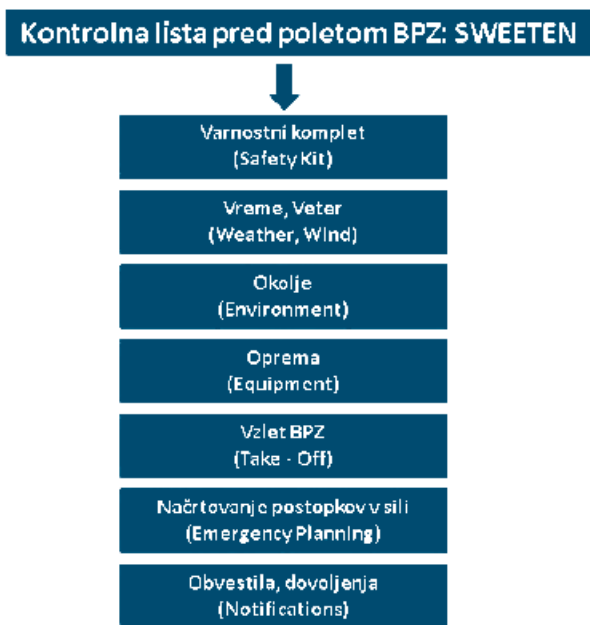 Kontrolna lista pred poletom BPZ: SWEETEN
Varnostni komplet
(Safety Kit)
Vreme, Veter
(Weather, Wind)
Okolje
(Environment)
Oprema
(Equipment)
Vzlet BPZ
(Take - Off)
Načrtovanje postopkov v sili
(Emergency Planning)
Obvestila, dovoljenja
(Notifications)